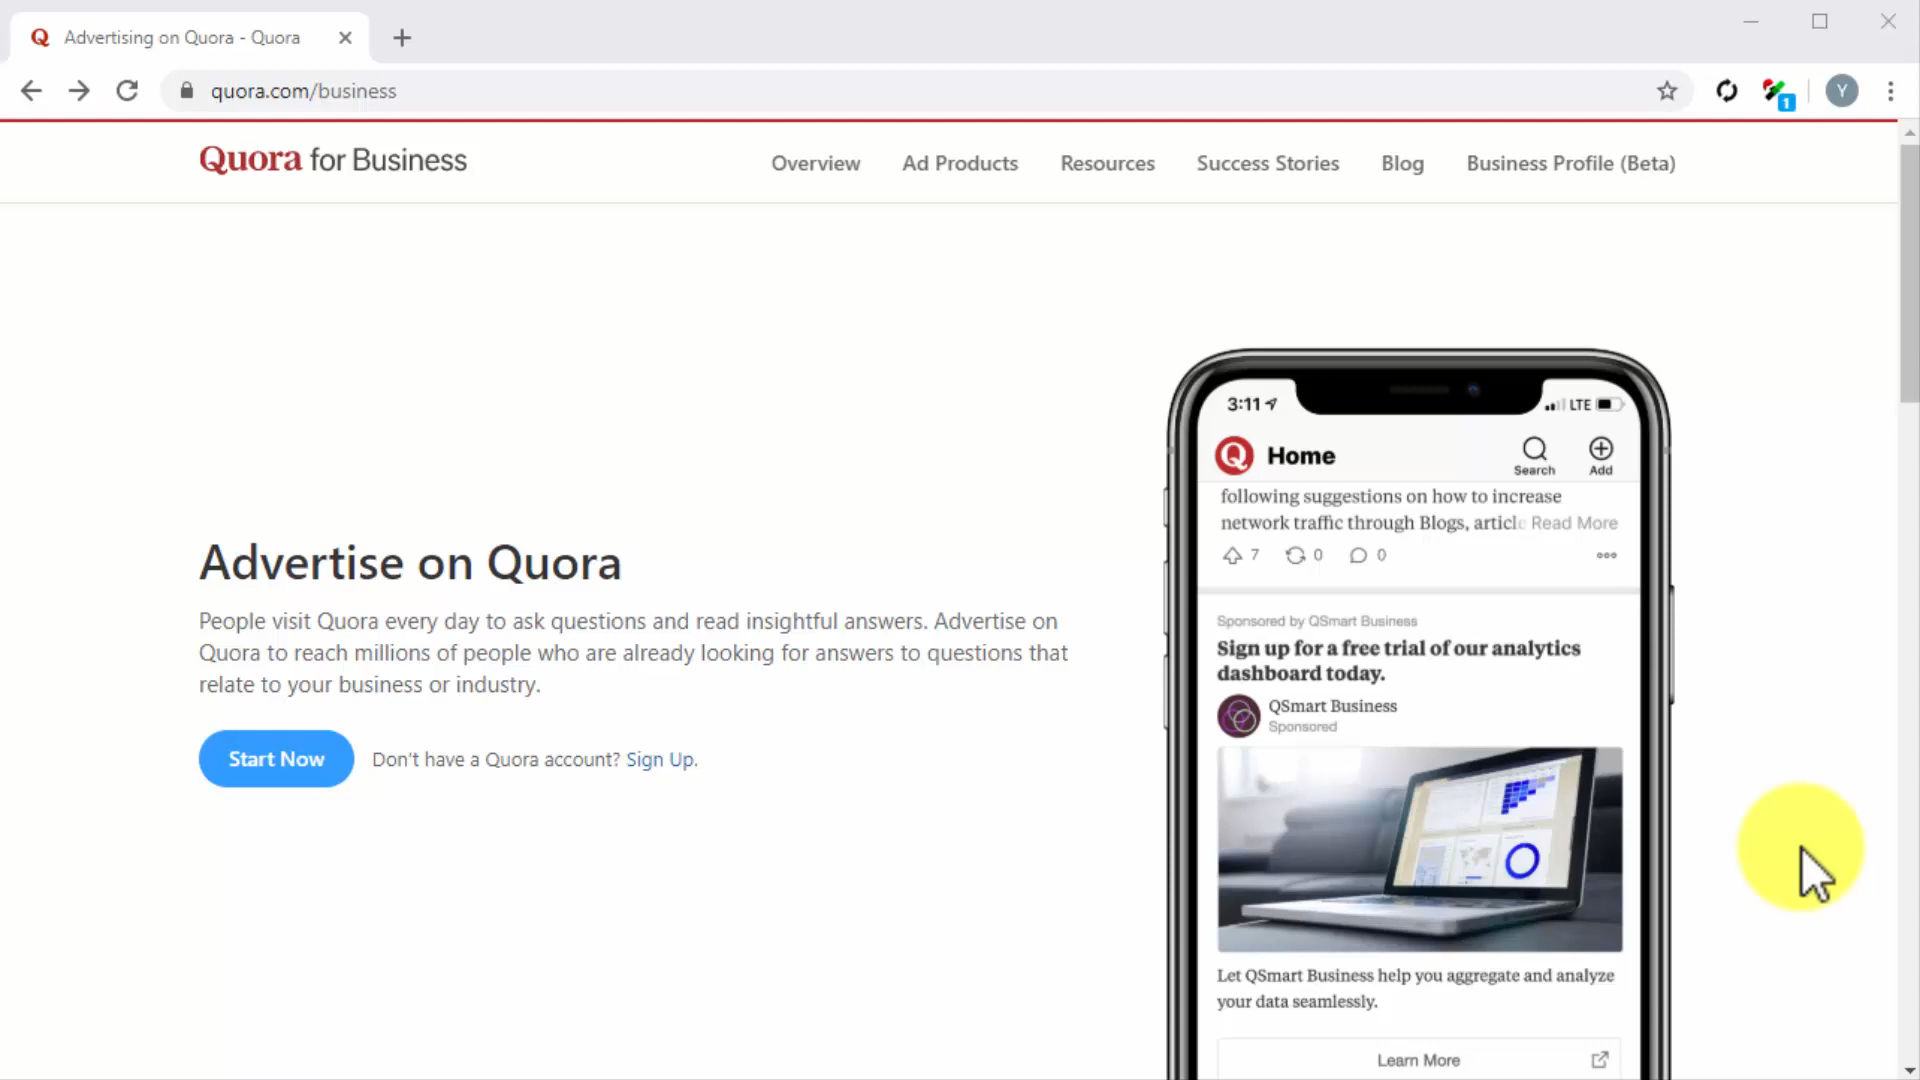 Advertising on Quora - Quora
quora.com/business
1
Y
Quora for Business
Overview
Ad Products
Resources
Success Stories
Blog
Business Profile (Beta)
Advertise on Quora
People visit Quora every day to ask questions and read insightful answers. Advertise on
Quora to reach millions of people who are already looking for answers to questions that
relate to your business or industry.
Start Now
Don't have a Quora account? Sign Up.
3:11
LTE
Q
Home
Search
Add
following suggestions on how to increase
network traffic through Blogs, article Read More
7
0
0
Sponsored by QSmart Business
Sign up for a free trial of our analytics
dashboard today.
QSmart Business
Sponsored
Let QSmart Business help you aggregate and analyze
your data seamlessly.
Learn More